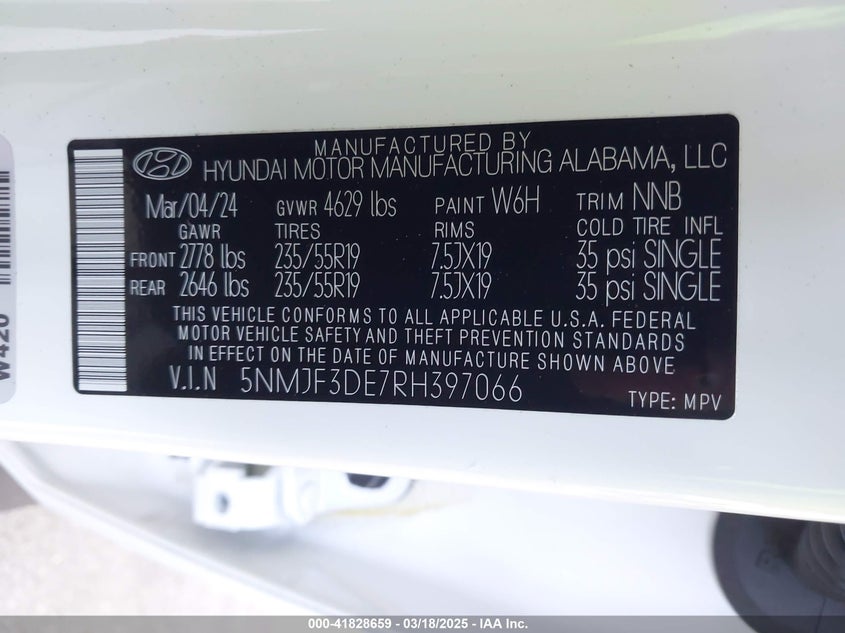 MANUFACTURED BY
HYUNDAI MOTOR MANUFACTURING ALABAMA, LLC
Mar/04/24 GVWR 4629 lbs PAINT W6H TRIM NNB
GAWR TIRES RIMS COLD TIRE INFL
FRONT 2778 lbs 235/55R19 7.5JX19 35 psi SINGLE
REAR 2646 lbs 235/55R19 7.5JX19 35 psi SINGLE
THIS VEHICLE CONFORMS TO ALL APPLICABLE U.S.A. FEDERAL
MOTOR VEHICLE SAFETY AND THEFT PREVENTION STANDARDS
IN EFFECT ON THE DATE OF MANUFACTURE SHOWN ABOVE.
V.I.N 5NMJF3DE7RH397066
TYPE: MPV
W420
000-41828659 - 03/18/2025 - IAA Inc.